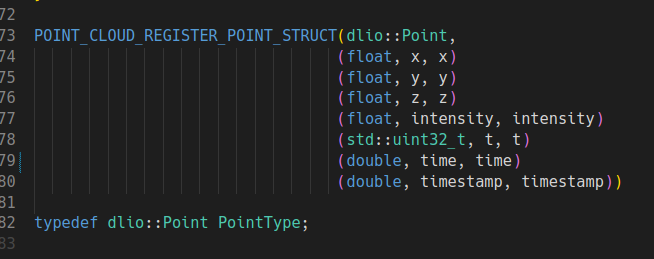 72
73 POINT_CLOUD_REGISTER_POINT_STRUCT(dlio::Point,
74 (float, x, x)
75 (float, y, y)
76 (float, z, z)
77 (float, intensity, intensity)
78 (std::uint32_t, t, t)
79 (double, time, time)
80 (double, timestamp, timestamp))
81
82 typedef dlio::Point PointType;
83